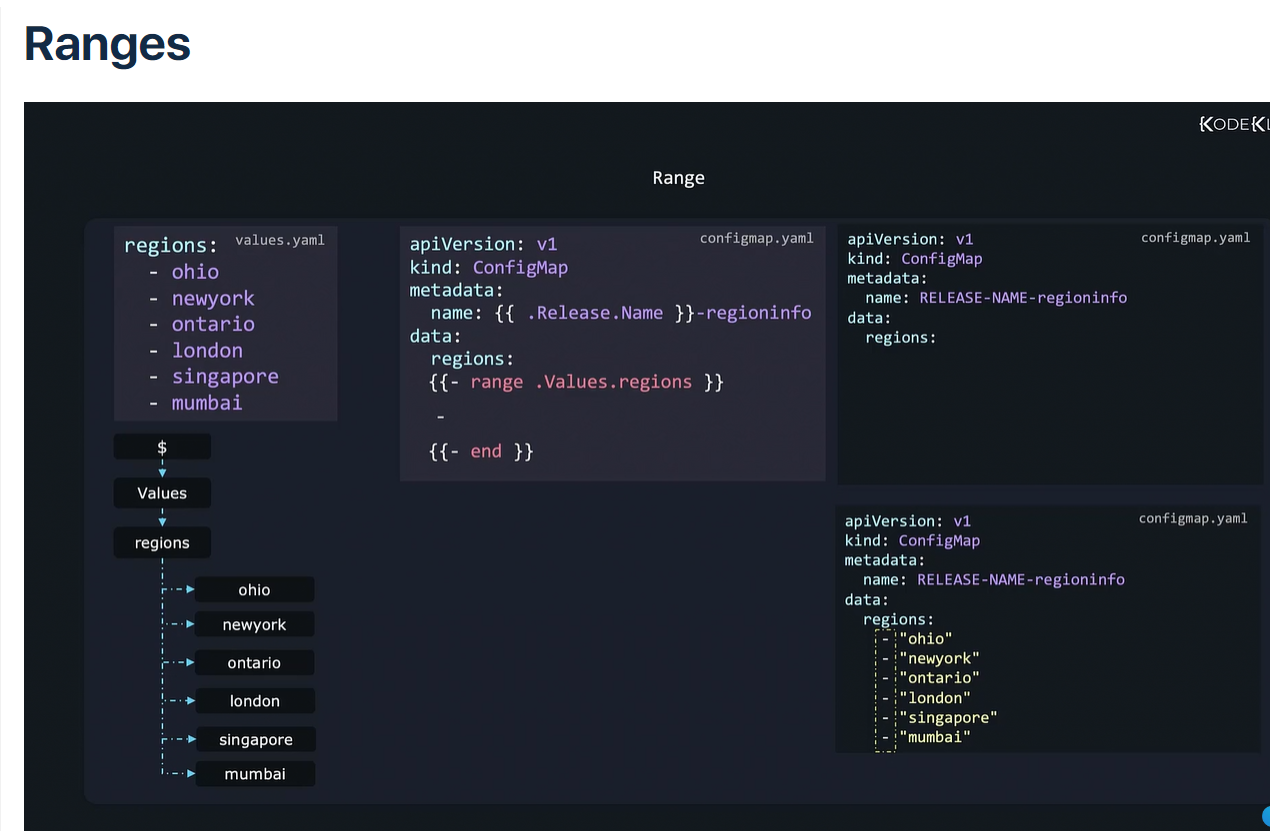 Ranges
Range
regions: values.yaml
- ohio
- newyork
- ontario
- london
- singapore
- mumbai
$
Values
regions
ohio
newyork
ontario
london
singapore
mumbai
apiVersion: v1 configmap.yaml
kind: ConfigMap
metadata:
name: {{ .Release.Name }}-regioninfo
data:
regions:
{{- range .Values.regions }}
-
{{- end }}
apiVersion: v1 configmap.yaml
kind: ConfigMap
metadata:
name: RELEASE-NAME-regioninfo
data:
regions:
apiVersion: v1 configmap.yaml
kind: ConfigMap
metadata:
name: RELEASE-NAME-regioninfo
data:
regions:
- "ohio"
- "newyork"
- "ontario"
- "london"
- "singapore"
- "mumbai"